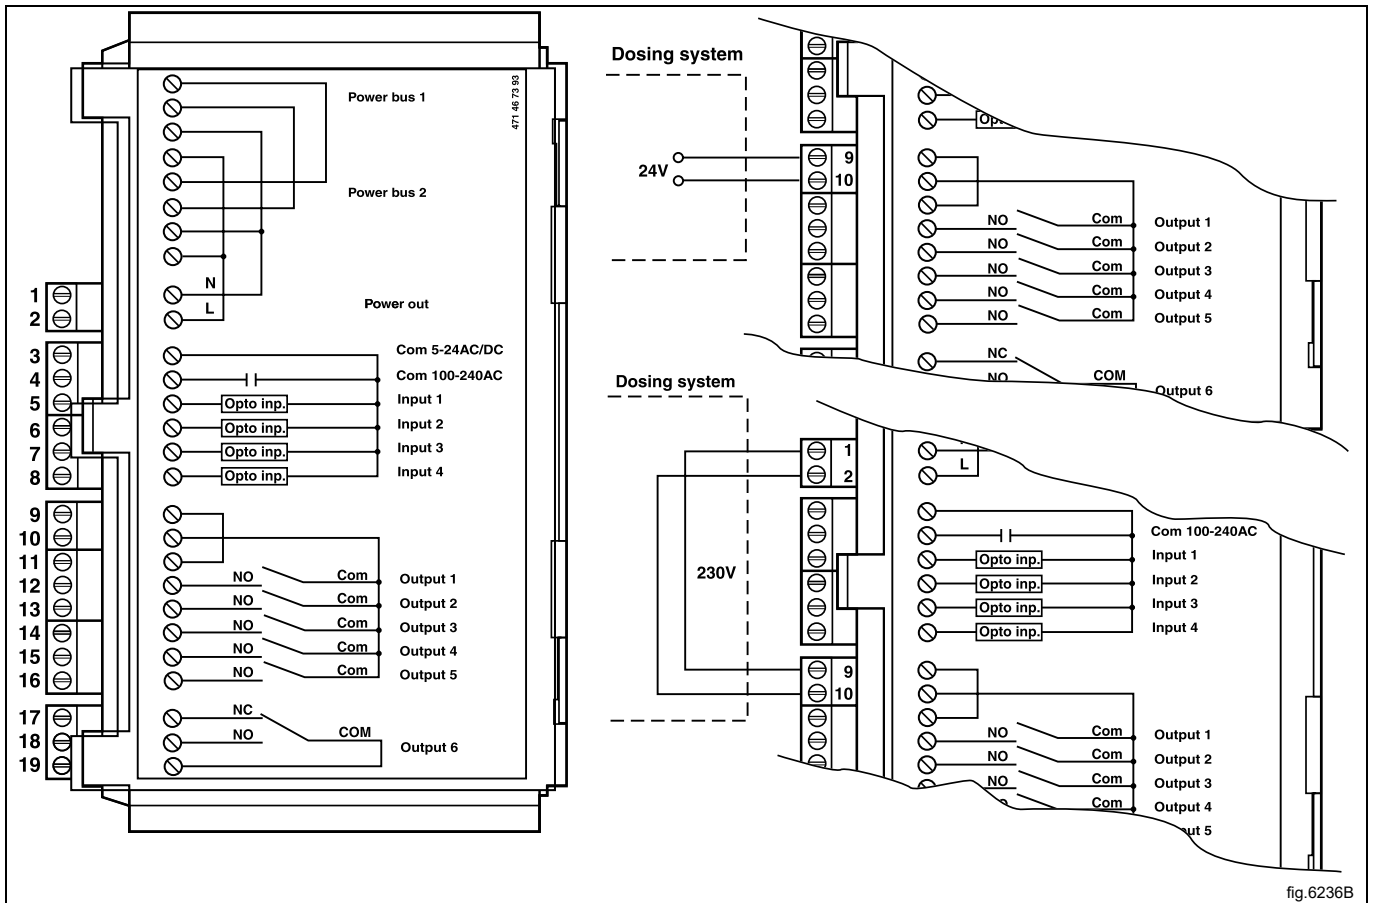 471 46 73 93
Power bus 1
Power bus 2
N
L
Power out
1
2
3
4
5
6
7
8
9
10
11
12
13
14
15
16
17
18
19
Com 5-24AC/DC
Com 100-240AC
Opto inp. Input 1
Opto inp. Input 2
Opto inp. Input 3
Opto inp. Input 4
NO Com Output 1
NO Com Output 2
NO Com Output 3
NO Com Output 4
NO Com Output 5
NC
NO COM Output 6
Dosing system
24V
9
10
Op
NO Com Output 1
NO Com Output 2
NO Com Output 3
NO Com Output 4
NO Com Output 5
NC
NO COM Output 6
Dosing system
230V
1
2
9
10
L
Com 100-240AC
Opto inp. Input 1
Opto inp. Input 2
Opto inp. Input 3
Opto inp. Input 4
NO Com Output 1
NO Com Output 2
NO Com Output 3
Com Output 4
ut 5
fig.6236B